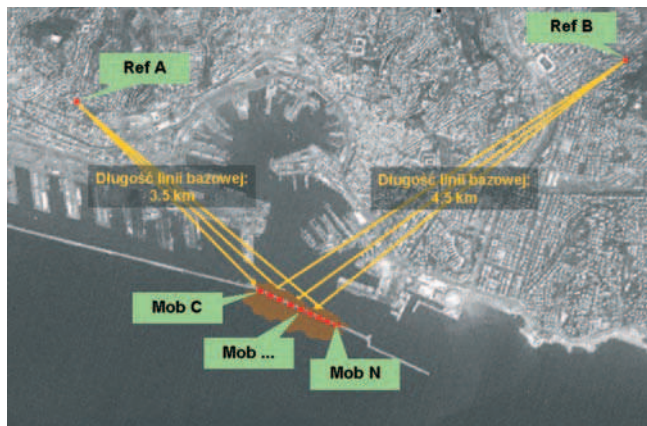 Ref B
Ref A
Długość linii bazowej:
3.5 km
Długość linii bazowej:
4,5 km
Mob C
Mob ...
Mob N